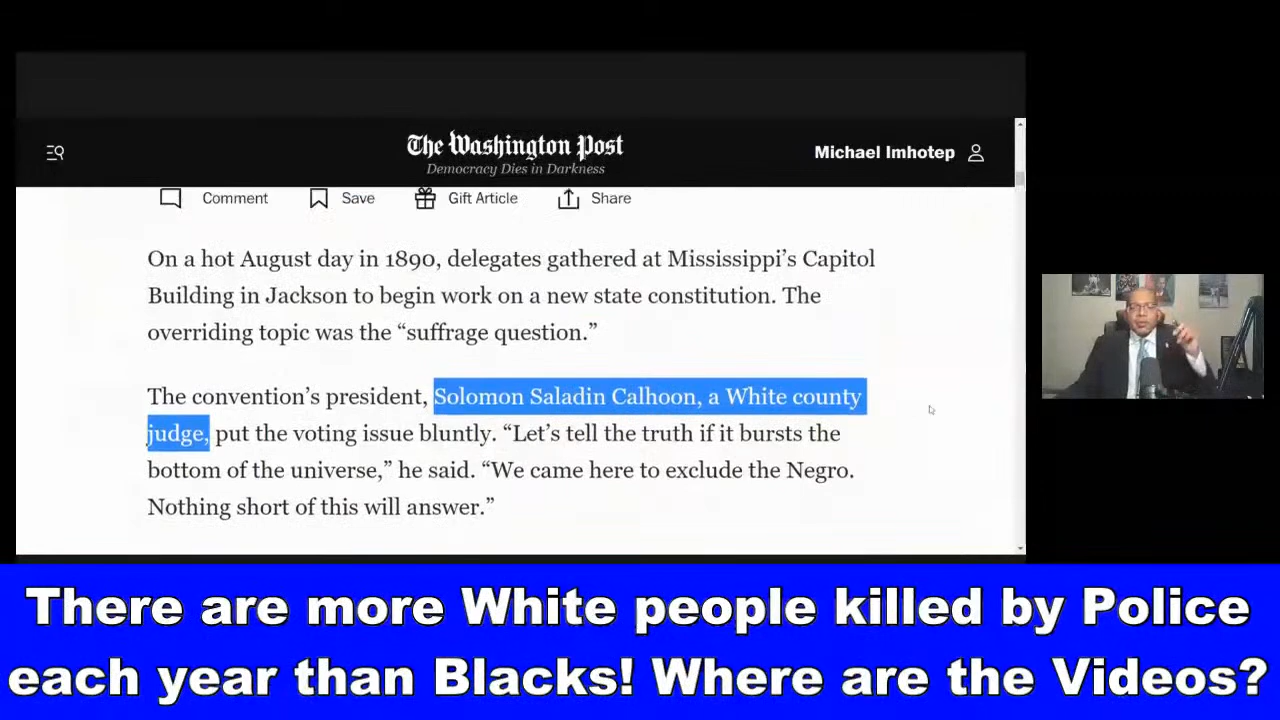 The Washington Post
Democracy Dies in Darkness
Michael Imhotep
Comment Save Gift Article Share
On a hot August day in 1890, delegates gathered at Mississippi’s Capitol
Building in Jackson to begin work on a new state constitution. The
overriding topic was the “suffrage question.”
The convention’s president, Solomon Saladin Calhoon, a White county
judge, put the voting issue bluntly. “Let’s tell the truth if it bursts the
bottom of the universe,” he said. “We came here to exclude the Negro.
Nothing short of this will answer.”
There are more White people killed by Police
each year than Blacks! Where are the Videos?